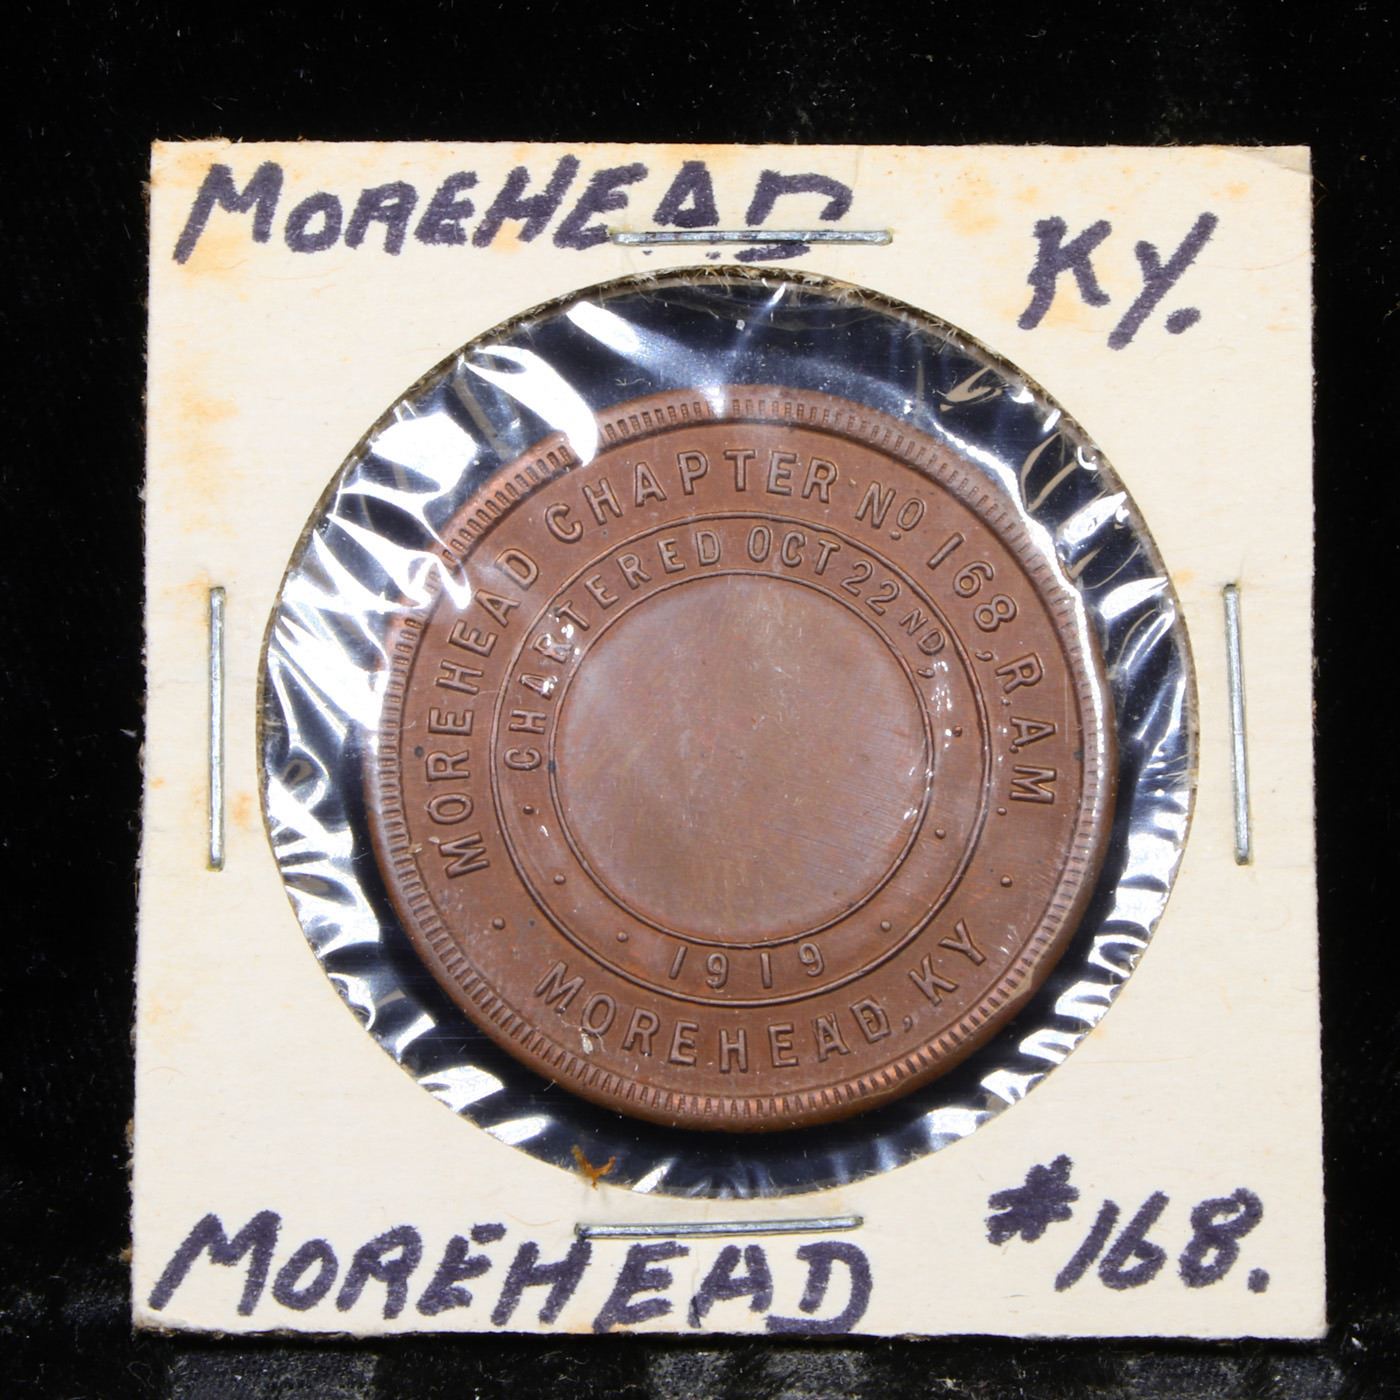 MOREHEAD KY.
MOREHEAD CHAPTER No. 168, R.A.M.
CHARTERED OCT 22ND,
1919
MOREHEAD, KY
MOREHEAD #168.